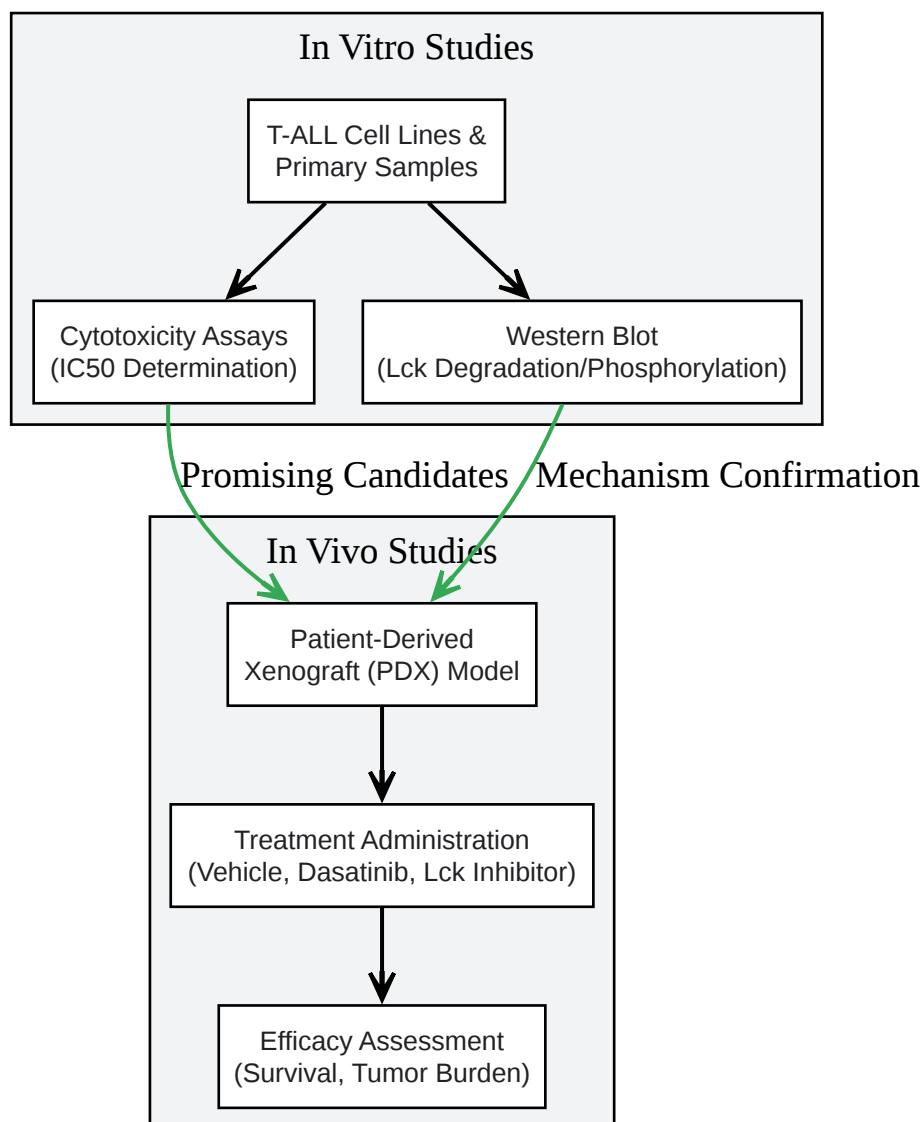 In Vitro Studies
T-ALL Cell Lines &
Primary Samples
Cytotoxicity Assays
(IC50 Determination)
Western Blot
(Lck Degradation/Phosphorylation)
Promising Candidates
Mechanism Confirmation
In Vivo Studies
Patient-Derived
Xenograft (PDX) Model
Treatment Administration
(Vehicle, Dasatinib, Lck Inhibitor)
Efficacy Assessment
(Survival, Tumor Burden)